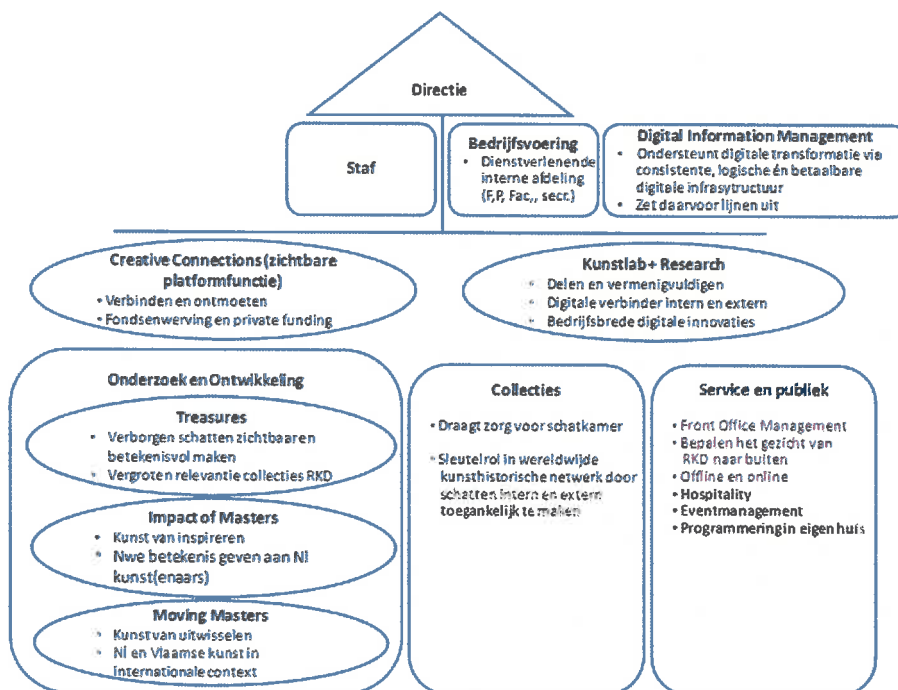 Directie
Staf
Bedrijfsvoering
• Dienstverlenende
interne afdeling
(F,P, Fac,, secr.)
Digital Information Management
• Ondersteunt digitale transformatie via
consistente, logische én betaalbare
digitale infrasytructuur
• Zet daarvoor lijnen uit
Creative Connections (zichtbare
platformfunctie)
• Verbinden en ontmoeten
• Fondsenwerving en private funding
Kunstlab + Research
• Delen en vermenigvuldigen
• Digitale verbinder intern en extern
• Bedrijfsbrede digitale innovaties
Onderzoek en Ontwikkeling
Treasures
• Verborgen schatten zichtbaar en
betekenisvol maken
• Vergroten relevantie collecties RKD
Impact of Masters
• Kunst van inspireren
• Nwe betekenis geven aan Nl
kunst(enaars)
Moving Masters
• Kunst van uitwisselen
• Nl en Vlaamse kunst in
internationale context
Collecties
• Draagt zorg voor schatkamer
• Sleutelrol in wereldwijde
kunsthistorische netwerk door
schatten intern en extern
toegankelijk te maken
Service en publiek
• Front Office Management
• Bepalen het gezicht van
RKD naar buiten
• Offline en online
• Hospitality
• Eventmanagement
• Programmering in eigen huis